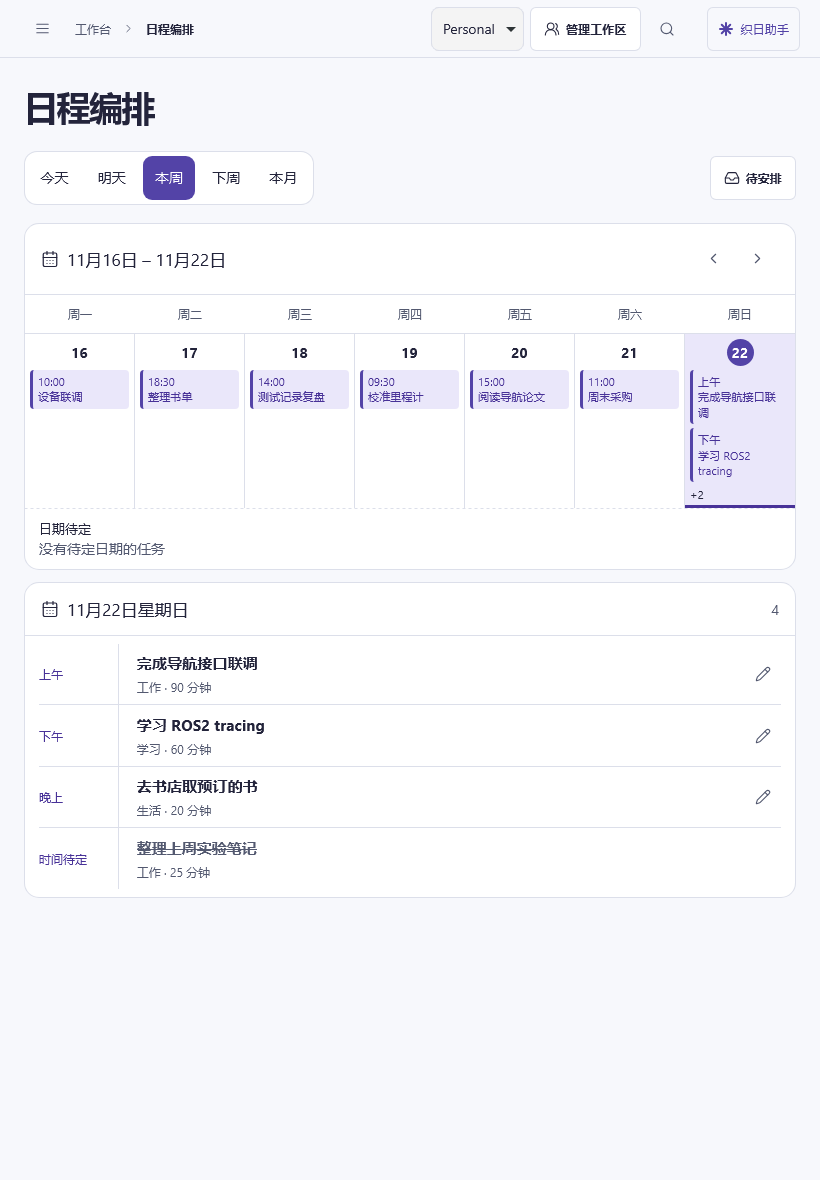 工作台 > 日程编排
Personal
管理工作区
织日助手
日程编排
今天 明天 本周 下周 本月
待安排
11月16日 – 11月22日
周一 周二 周三 周四 周五 周六 周日
16 17 18 19 20 21 22
10:00
设备联调
18:30
整理书单
14:00
测试记录复盘
09:30
校准里程计
15:00
阅读导航论文
11:00
周末采购
上午
完成导航接口联
调
下午
学习 ROS2
tracing
+2
日期待定
没有待定日期的任务
11月22日星期日 4
上午
完成导航接口联调
工作 · 90 分钟
下午
学习 ROS2 tracing
学习 · 60 分钟
晚上
去书店取预订的书
生活 · 20 分钟
时间待定
整理上周实验笔记
工作 · 25 分钟